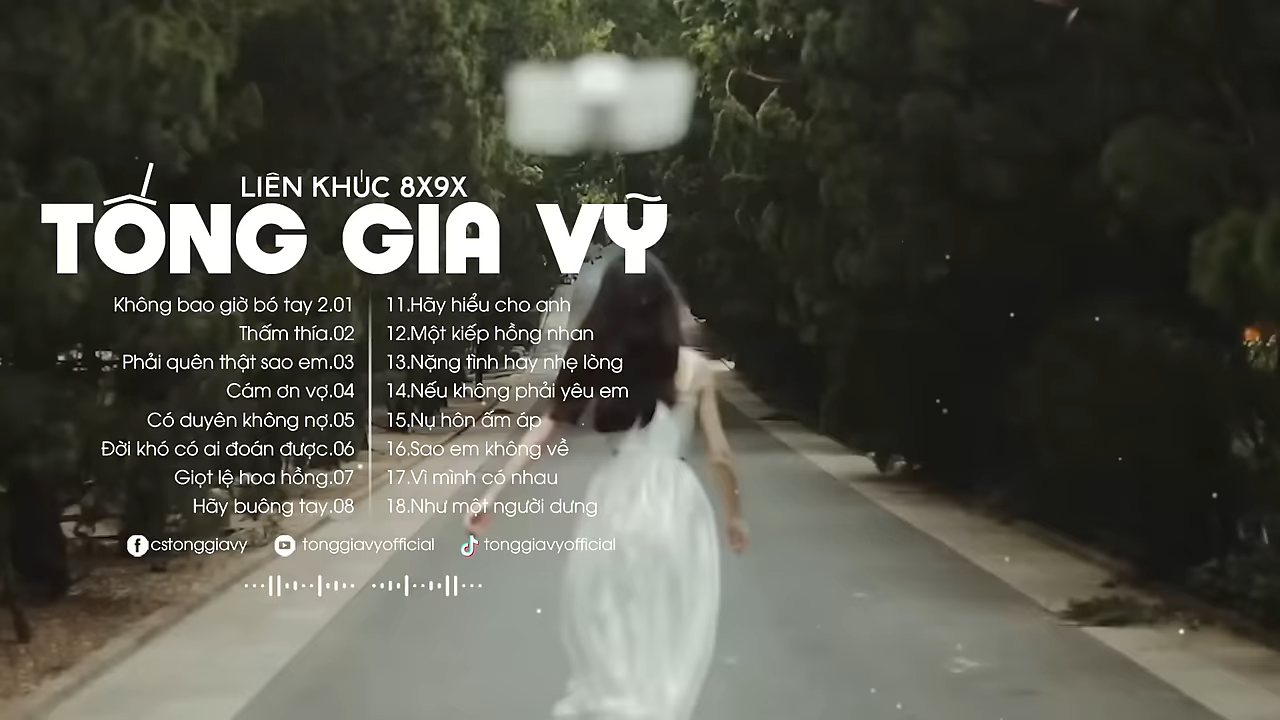 LIÊN KHÚC 8X9X
TỐNG GIA VỸ
Không bao giờ bó tay 2.01
Thấm thía.02
Phải quên thật sao em.03
Cám ơn vợ.04
Có duyên không nợ.05
Đời khó có ai đoán được.06
Giọt lệ hoa hồng.07
Hãy buông tay.08
11.Hãy hiểu cho anh
12.Một kiếp hồng nhan
13.Nặng tình hay nhẹ lòng
14.Nếu không phải yêu em
15.Nụ hôn ấm áp
16.Sao em không về
17.Vì mình có nhau
18.Như một người dưng
cstonggiavy tonggiavyofficial tonggiavyofficial